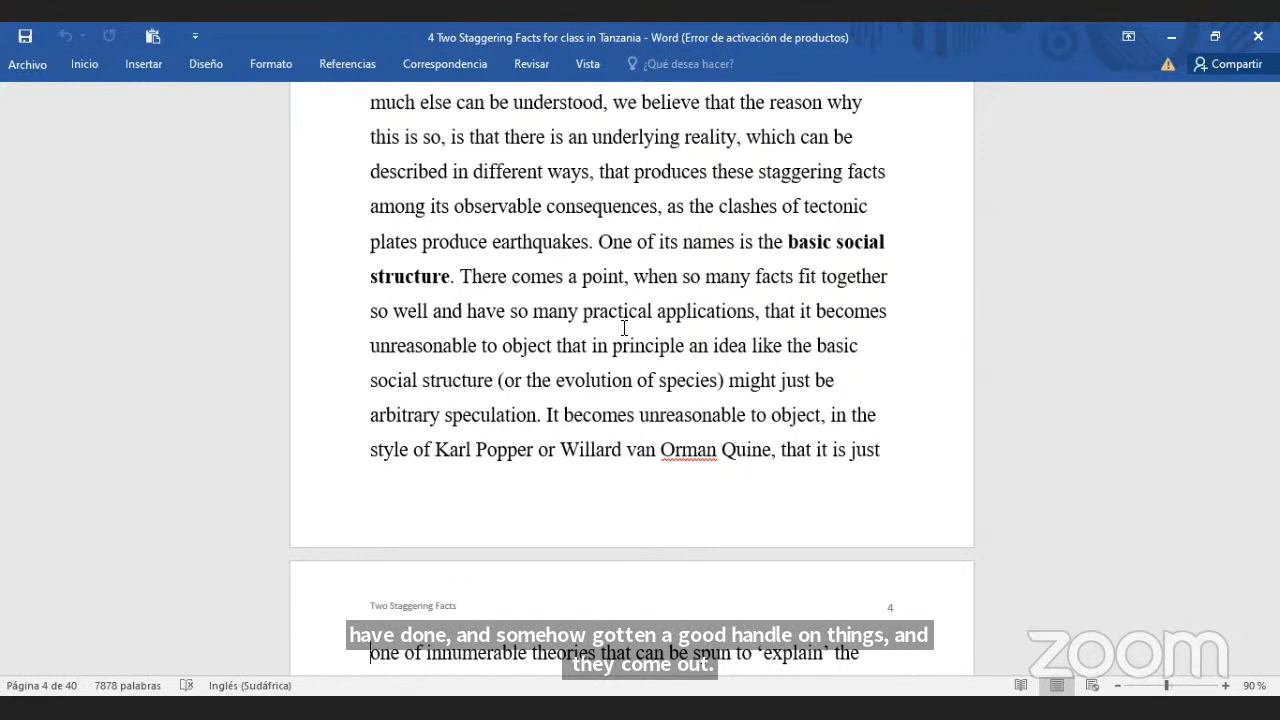 4 Two Staggering Facts for class in Tanzania - Word (Error de activación de productos)
Archivo Inicio Insertar Diseño Formato Referencias Correspondencia Revisar Vista ¿Qué desea hacer? Compartir
much else can be understood, we believe that the reason why
this is so, is that there is an underlying reality, which can be
described in different ways, that produces these staggering facts
among its observable consequences, as the clashes of tectonic
plates produce earthquakes. One of its names is the basic social
structure. There comes a point, when so many facts fit together
so well and have so many practical applications, that it becomes
unreasonable to object that in principle an idea like the basic
social structure (or the evolution of species) might just be
arbitrary speculation. It becomes unreasonable to object, in the
style of Karl Popper or Willard van Orman Quine, that it is just
Two Staggering Facts 4
have done, and somehow gotten a good handle on things, and
one of innumerable theories that can be spun to ‘explain’ the
they come out.
zoom
Página 4 de 40 7878 palabras Inglés (Sudáfrica) 90 %